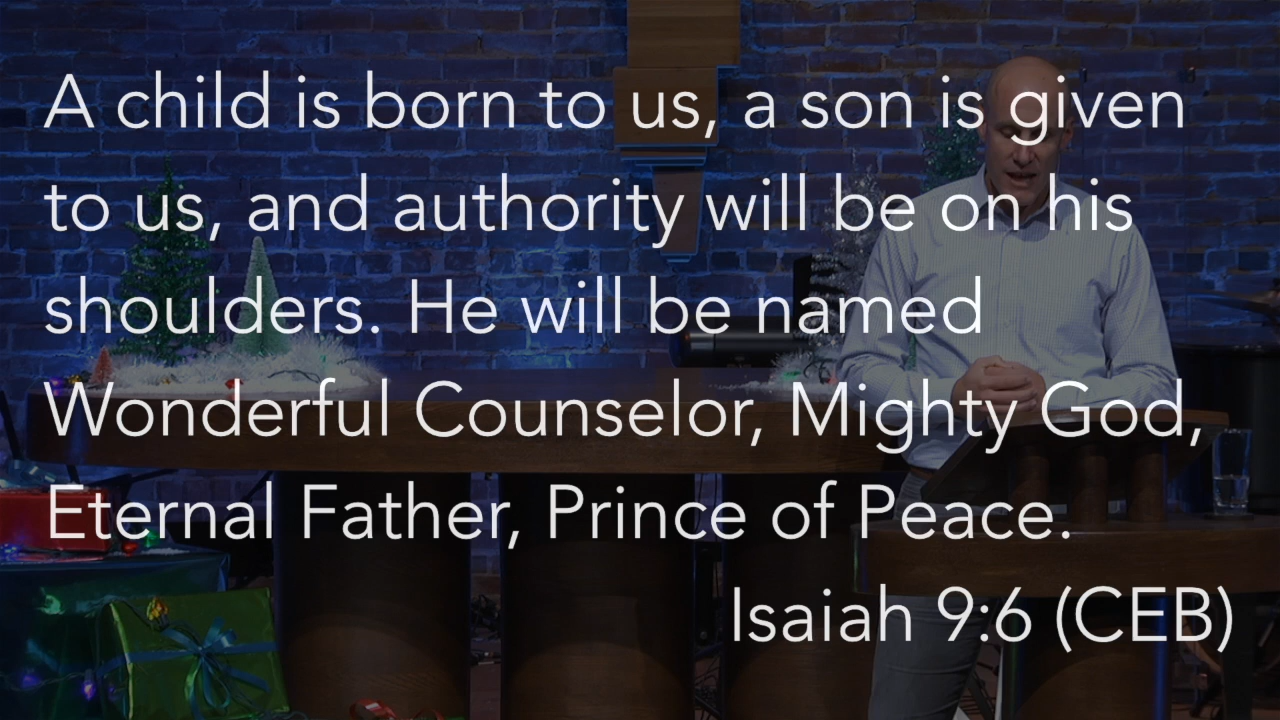 A child is born to us, a son is given
to us, and authority will be on his
shoulders. He will be named
Wonderful Counselor, Mighty God,
Eternal Father, Prince of Peace.
Isaiah 9:6 (CEB)